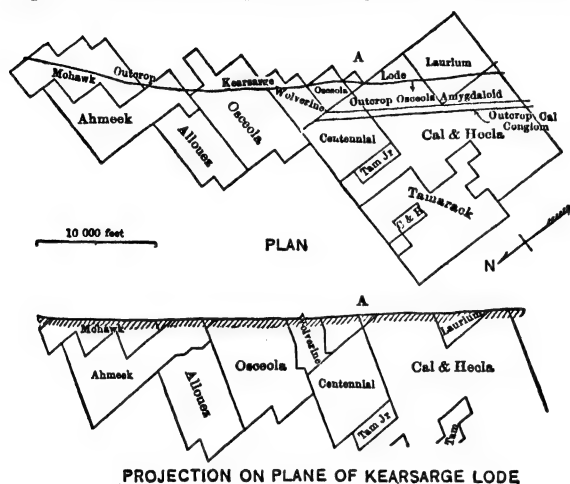 A
Mohawk
Outcrop
Kearsarge
Wolverine
Osceola
Lode
Laurium
Outcrop Osceola Amygdaloid
Outcrop Cal
Conglom
Ahmeek
Allouez
Osceola
Centennial
Cal & Hecla
Tam Jr
Tamarack
C & H
10 000 feet
PLAN
N
A
Mohawk
Wolverine
Laurium
Ahmeek
Allouez
Osceola
Centennial
Cal & Hecla
Tam Jr
Tam
PROJECTION ON PLANE OF KEARSARGE LODE